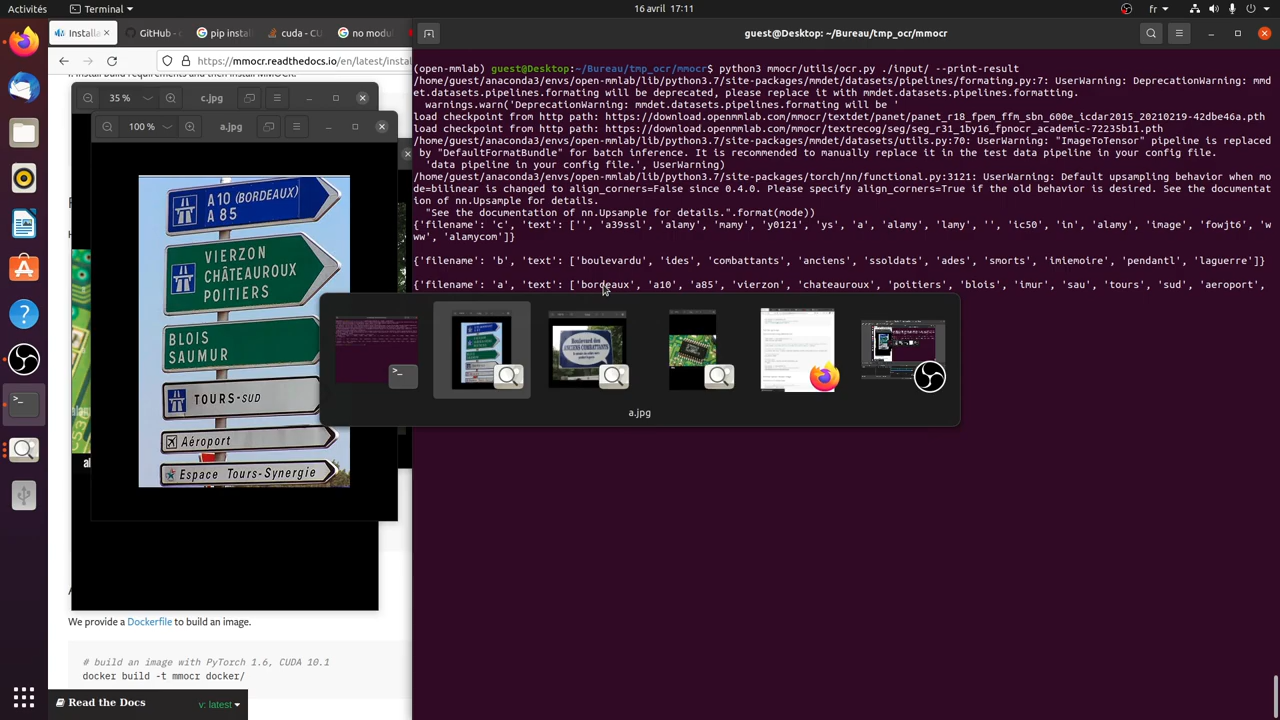 Activités
Terminal
16 avril 17:11
Installa
GitHub -
pip inst
cuda - CU
no modu
https://mmocr.readthedocs.io/en/latest/instal
35 %
c.jpg
100 %
a.jpg
A10 (BORDEAUX)
A 85
VIERZON
CHÂTEAUROUX
POITIERS
BLOIS
SAUMUR
TOURS-SUD
Aéroport
Espace Tours-Synergie
We provide a Dockerfile to build an image.
# build an image with PyTorch 1.6, CUDA 10.1
docker build -t mmocr docker/
Read the Docs
v: latest
guest@Desktop: ~/Bureau/tmp_ocr/mmocr
(open-mmlab) guest@Desktop:~/Bureau/tmp_ocr/mmocr$ python mmocr/utils/ocr.py ./input/ --print-result
/home/guest/anaconda3/envs/open-mmlab/lib/python3.7/site-packages/mmdet/datasets/pipelines/formating.py:7: UserWarning: DeprecationWarning: mmd
et.datasets.pipelines.formating will be deprecated, please replace it with mmdet.datasets.pipelines.formatting.
warnings.warn('DeprecationWarning: mmdet.datasets.pipelines.formating will be '
load checkpoint from http path: https://download.openmmlab.com/mmocr/textdet/panet/panet_r18_fpem_ffm_sbn_600e_icdar2015_20210219-42dbe46a.pth
load checkpoint from http path: https://download.openmmlab.com/mmocr/textrecog/seg/seg_r31_1by16_fpnocr_academic-72235b11.pth
/home/guest/anaconda3/envs/open-mmlab/lib/python3.7/site-packages/mmdet/datasets/utils.py:70: UserWarning: "ImageToTensor" pipeline is replaced
by "DefaultFormatBundle" for batch inference. It is recommended to manually replace it in the test data pipeline in your config file.
'data pipeline in your config file.', UserWarning)
/home/guest/anaconda3/envs/open-mmlab/lib/python3.7/site-packages/torch/nn/functional.py:3121: UserWarning: Default upsampling behavior when mo
de=bilinear is changed to align_corners=False since 0.4.0. Please specify align_corners=True if the old behavior is desired. See the documentat
ion of nn.Upsample for details.
"See the documentation of nn.Upsample for details.".format(mode))
{'filename': 'c', 'text': ['', 'a39ssl', 'alamy', 'mamy', 'y0121', 'ys', 'a', 'alamy', 'lamy', '', 'ic50', 'in', 'alamy', 'image', 'fowjt6', 'w
ww', 'alamycom']}
{'filename': 'b', 'text': ['boulevardu', 'ides', 'combattants', 'anciens', 'ssoldats', 'ades', 'smorts', 'imiemoire', 'pendantl', 'laguerre']}
{'filename': 'a', 'text': ['bordeaux', 'a10', 'a85', 'vierzon', 'chateauroux', 'poitiers', 'blois', 'imur', 'sau', 'tours', 'sud', 'aeroport',
Boulevard des
ANCIENS COMBATTANTS
a.jpg